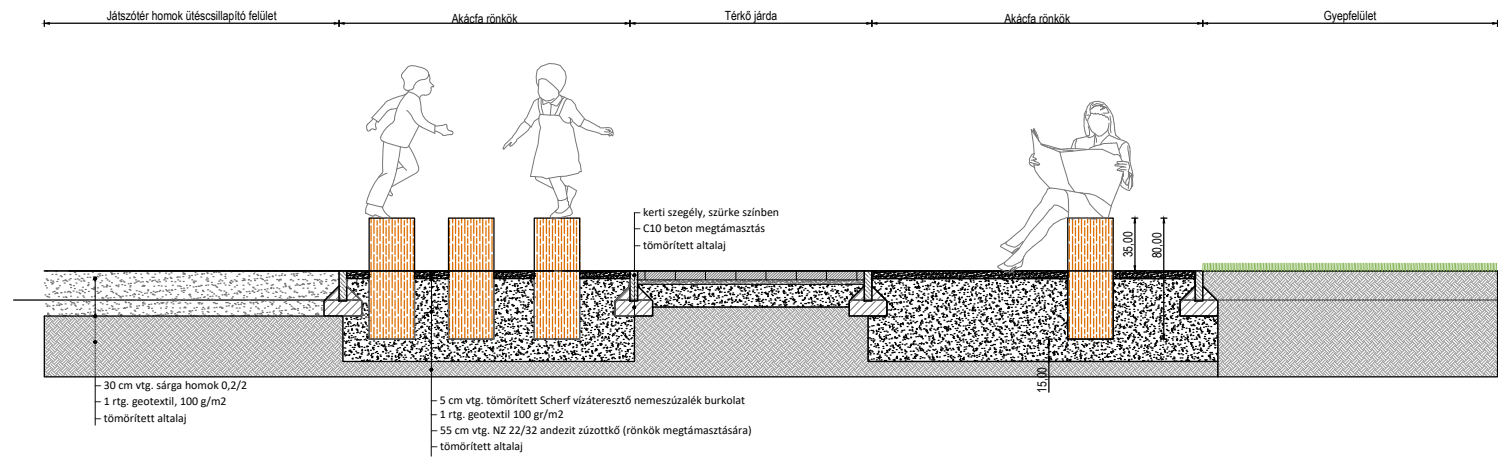 Játszótér homok ütéscsillapító felület
Akácfa rönkök
Térkő járda
Akácfa rönkök
Gyepfelület
kerti szegély, szürke színben
C10 beton megtámasztás
tömörített altalaj
35,00
80,00
15,00
30 cm vtg. sárga homok 0,2/2
1 rtg. geotextil, 100 g/m2
tömörített altalaj
5 cm vtg. tömörített Scherf vízáteresztő nemeszúzalék burkolat
1 rtg. geotextil 100 gr/m2
55 cm vtg. NZ 22/32 andezit zúzottkő (rönkök megtámasztására)
tömörített altalaj